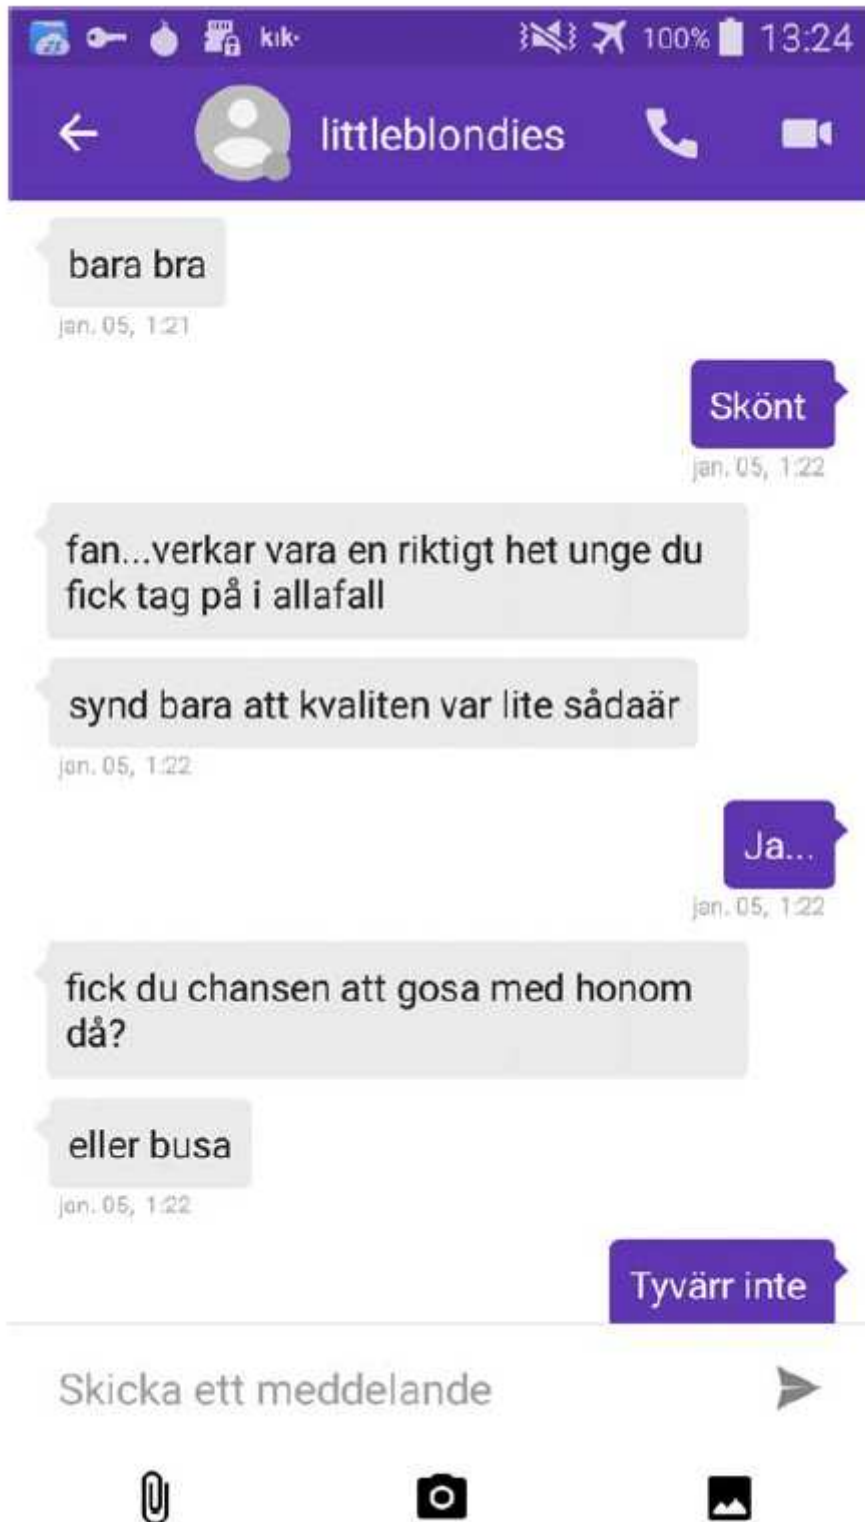 kik.
100%
13:24
littleblondies
bara bra
jan. 05, 1:21
Skönt
jan. 05, 1:22
fan...verkar vara en riktigt het unge du
fick tag på i allafall
synd bara att kvaliten var lite sådaär
jan. 05, 1:22
Ja...
jan. 05, 1:22
fick du chansen att gosa med honom
då?
eller busa
jan. 05, 1:22
Tyvärr inte
Skicka ett meddelande